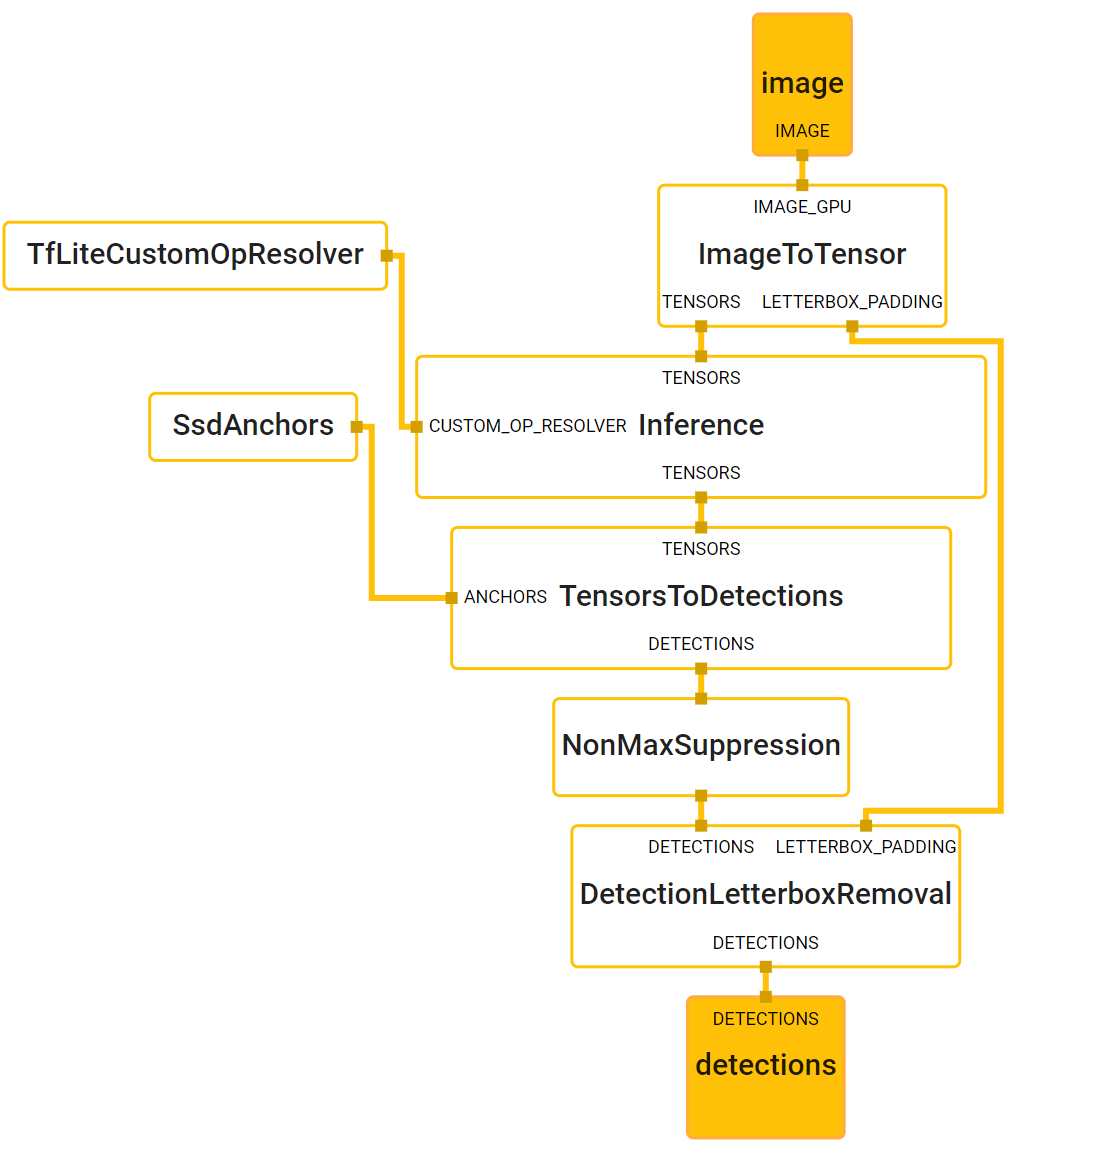 image
IMAGE
IMAGE_GPU
TfLiteCustomOpResolver
ImageToTensor
TENSORS LETTERBOX_PADDING
TENSORS
SsdAnchors
CUSTOM_OP_RESOLVER Inference
TENSORS
TENSORS
ANCHORS TensorsToDetections
DETECTIONS
NonMaxSuppression
DETECTIONS LETTERBOX_PADDING
DetectionLetterboxRemoval
DETECTIONS
DETECTIONS
detections